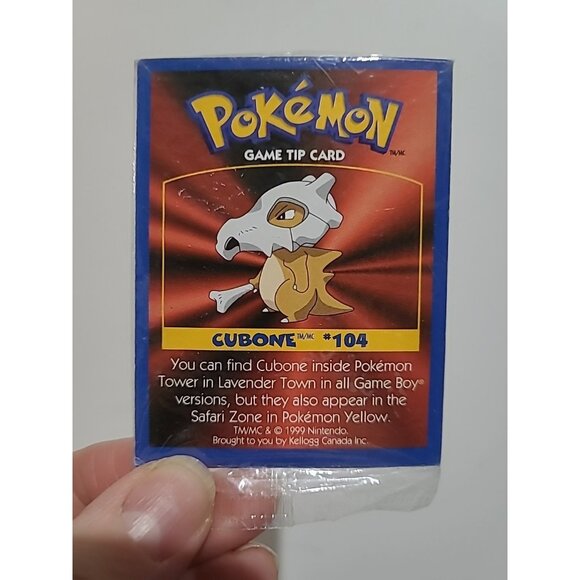 POKéMON
TM/MC
GAME TIP CARD
CUBONE TM/MC #104
You can find Cubone inside Pokémon
Tower in Lavender Town in all Game Boy®
versions, but they also appear in the
Safari Zone in Pokémon Yellow.
TM/MC & © 1999 Nintendo.
Brought to you by Kellogg Canada Inc.